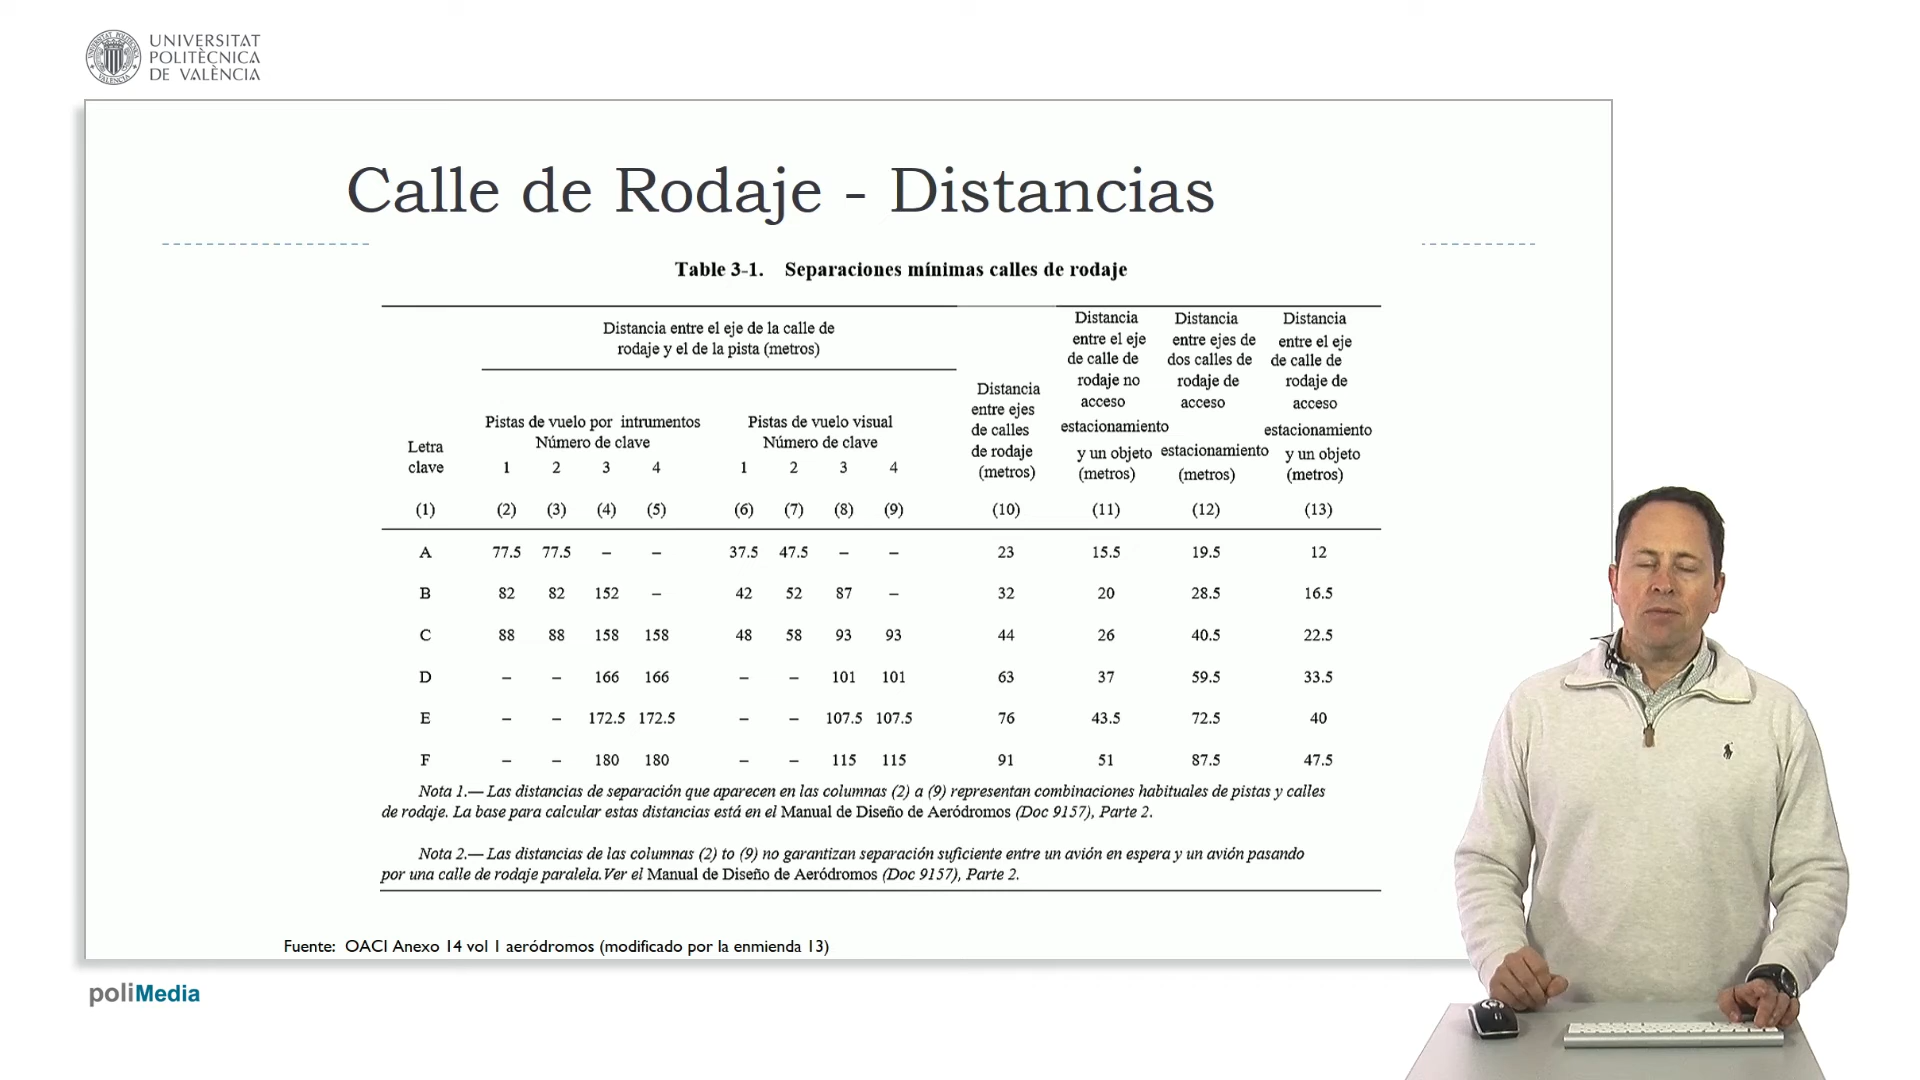 UNIVERSITAT
POLITÈCNICA
DE VALÈNCIA
Calle de Rodaje - Distancias
Table 3-1. Separaciones mínimas calles de rodaje
Distancia entre el eje de la calle de
rodaje y el de la pista (metros)
Pistas de vuelo por intrumentos
Número de clave
Pistas de vuelo visual
Número de clave
Letra
clave
1 2 3 4 1 2 3 4
Distancia
entre ejes
de calles
de rodaje
(metros)
Distancia
entre el eje
de calle de
rodaje no
acceso
estacionamiento
y un objeto
(metros)
Distancia
entre ejes de
dos calles de
rodaje de
acceso
estacionamiento
(metros)
Distancia
entre el eje
de calle de
rodaje de
acceso
estacionamiento
y un objeto
(metros)
(1) (2) (3) (4) (5) (6) (7) (8) (9) (10) (11) (12) (13)
A 77.5 77.5 – – 37.5 47.5 – – 23 15.5 19.5 12
B 82 82 152 – 42 52 87 – 32 20 28.5 16.5
C 88 88 158 158 48 58 93 93 44 26 40.5 22.5
D – – 166 166 – – 101 101 63 37 59.5 33.5
E – – 172.5 172.5 – – 107.5 107.5 76 43.5 72.5 40
F – – 180 180 – – 115 115 91 51 87.5 47.5
Nota 1.— Las distancias de separación que aparecen en las columnas (2) a (9) representan combinaciones habituales de pistas y calles
de rodaje. La base para calcular estas distancias está en el Manual de Diseño de Aeródromos (Doc 9157), Parte 2.
Nota 2.— Las distancias de las columnas (2) to (9) no garantizan separación suficiente entre un avión en espera y un avión pasando
por una calle de rodaje paralela. Ver el Manual de Diseño de Aeródromos (Doc 9157), Parte 2.
Fuente: OACI Anexo 14 vol 1 aeródromos (modificado por la enmienda 13)
poliMedia